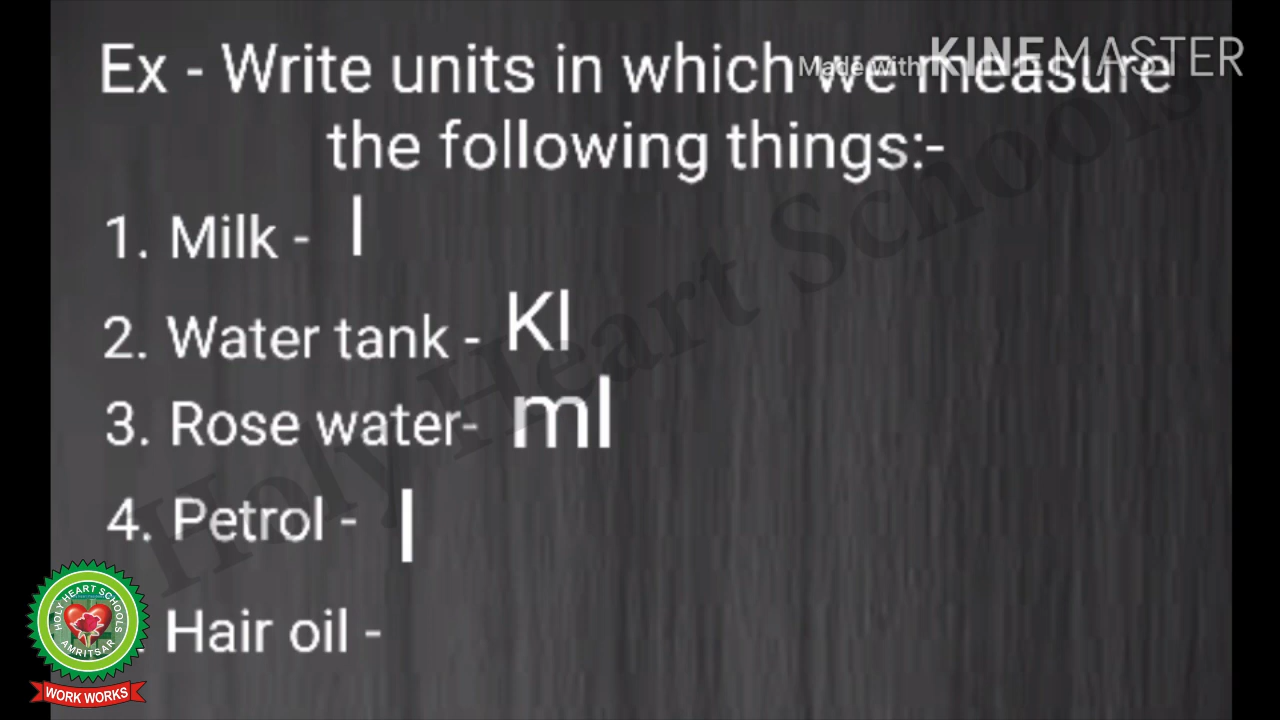 Made with KINEMASTER
Ex - Write units in which we measure
the following things:-
1. Milk - l
2. Water tank - Kl
3. Rose water- ml
4. Petrol - l
. Hair oil -
Holy Heart Schools
HOLY HEART SCHOOLS
AMRITSAR
WORK WORKS